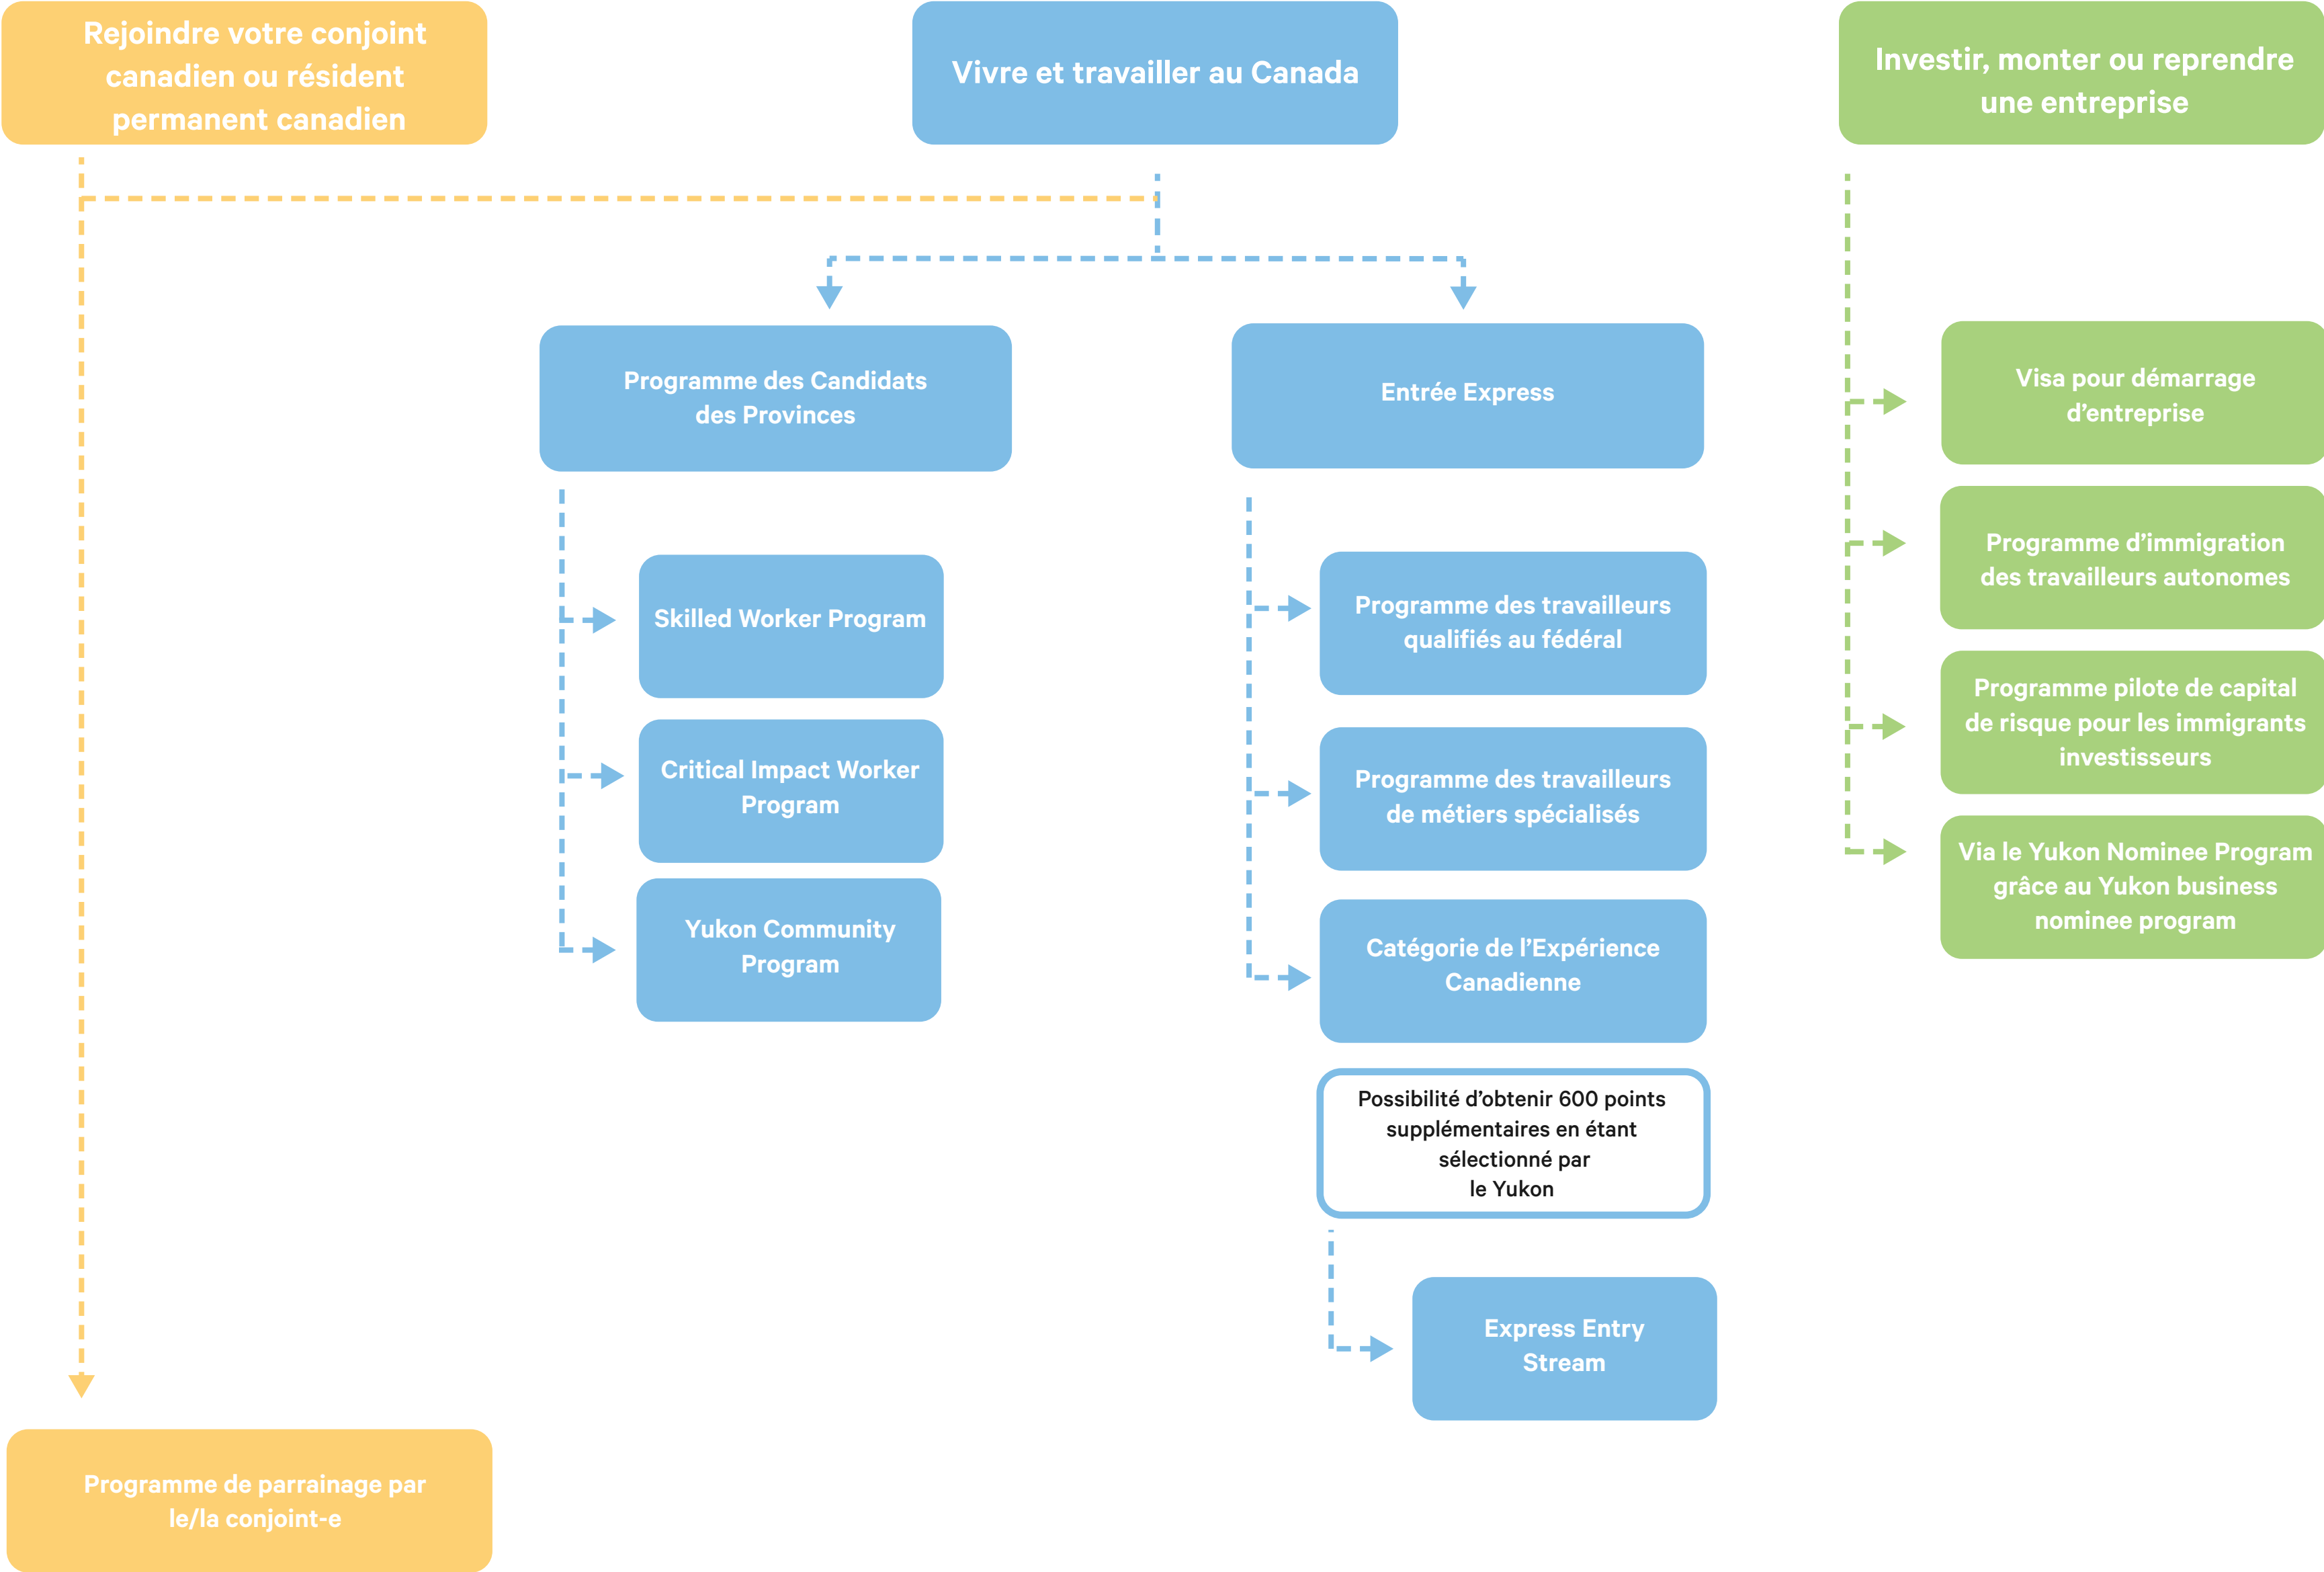 Rejoindre votre conjoint
canadien ou résident
permanent canadien
Vivre et travailler au Canada
Investir, monter ou reprendre
une entreprise
Programme des Candidats
des Provinces
Skilled Worker Program
Critical Impact Worker
Program
Yukon Community
Program
Entrée Express
Programme des travailleurs
qualifiés au fédéral
Programme des travailleurs
de métiers spécialisés
Catégorie de l’Expérience
Canadienne
Possibilité d’obtenir 600 points
supplémentaires en étant
sélectionné par
le Yukon
Express Entry
Stream
Visa pour démarrage
d’entreprise
Programme d’immigration
des travailleurs autonomes
Programme pilote de capital
de risque pour les immigrants
investisseurs
Via le Yukon Nominee Program
grâce au Yukon business
nominee program
Programme de parrainage par
le/la conjoint-e